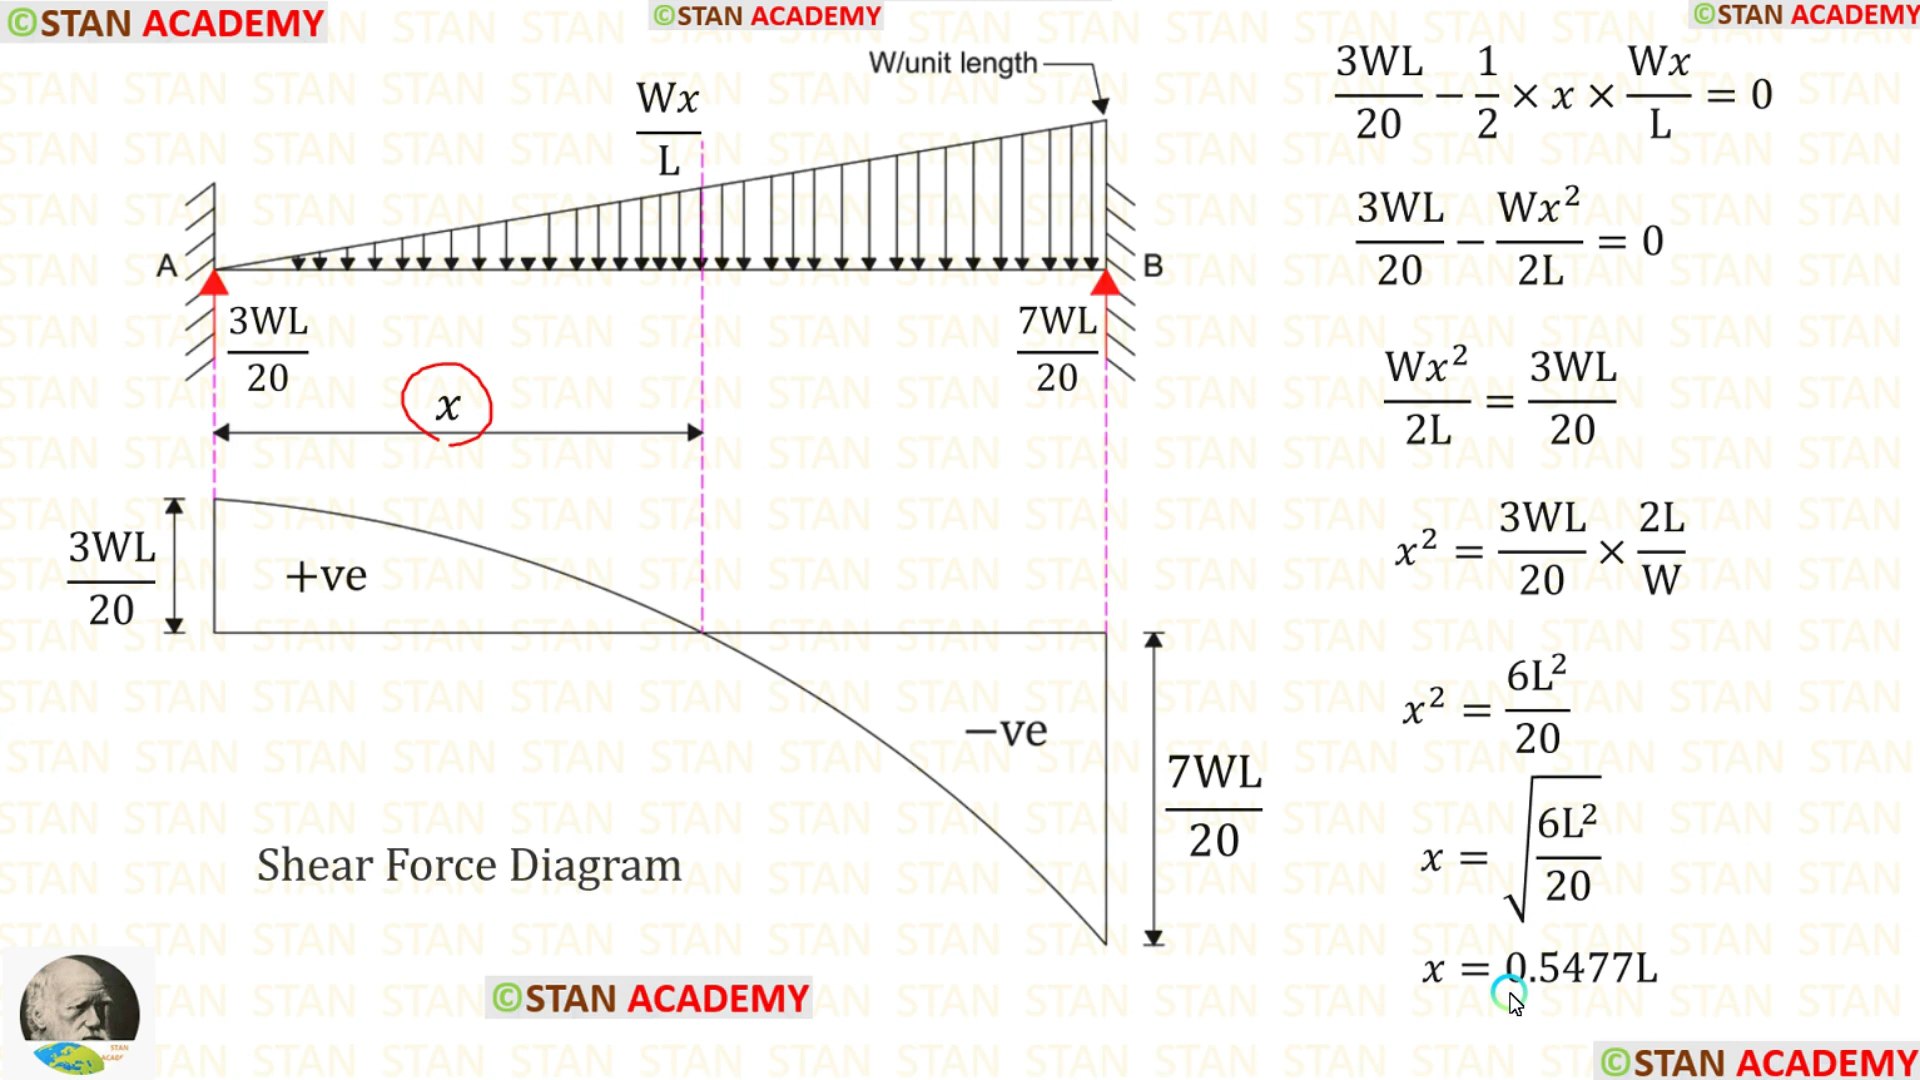 ©STAN ACADEMY
©STAN ACADEMY
©STAN ACADEMY
W/unit length
Wx
L
A
B
3WL
20
7WL
20
x
3WL
20
+ve
−ve
7WL
20
Shear Force Diagram
3WL/20 − 1/2 × x × Wx/L = 0
3WL/20 − Wx²/2L = 0
Wx²/2L = 3WL/20
x² = 3WL/20 × 2L/W
x² = 6L²/20
x = √6L²/20
x = 0.5477L
©STAN ACADEMY
©STAN ACADEMY